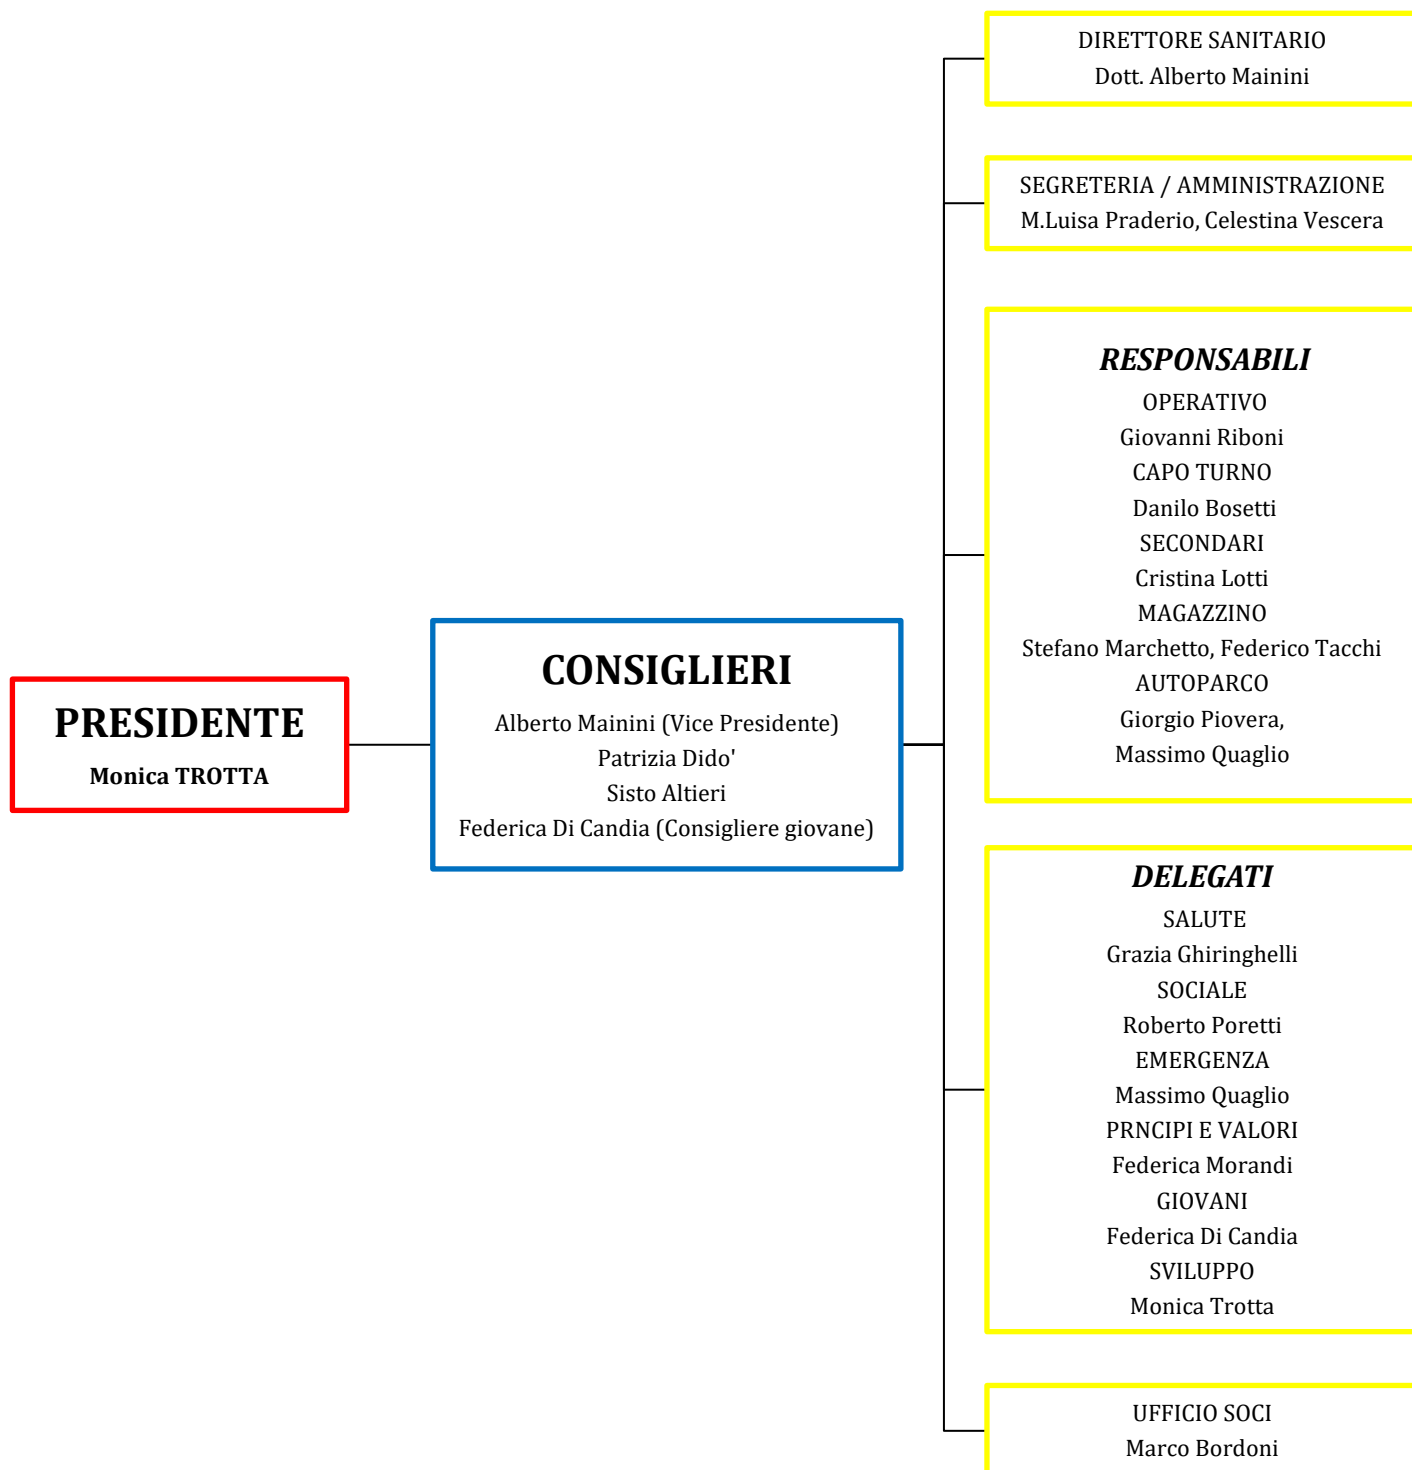 PRESIDENTE
Monica TROTTA
CONSIGLIERI
Alberto Mainini (Vice Presidente)
Patrizia Dido'
Sisto Altieri
Federica Di Candia (Consigliere giovane)
DIRETTORE SANITARIO
Dott. Alberto Mainini
SEGRETERIA / AMMINISTRAZIONE
M.Luisa Praderio, Celestina Vescera
RESPONSABILI
OPERATIVO
Giovanni Riboni
CAPO TURNO
Danilo Bosetti
SECONDARI
Cristina Lotti
MAGAZZINO
Stefano Marchetto, Federico Tacchi
AUTOPARCO
Giorgio Piovera,
Massimo Quaglio
DELEGATI
SALUTE
Grazia Ghiringhelli
SOCIALE
Roberto Poretti
EMERGENZA
Massimo Quaglio
PRNCIPI E VALORI
Federica Morandi
GIOVANI
Federica Di Candia
SVILUPPO
Monica Trotta
UFFICIO SOCI
Marco Bordoni